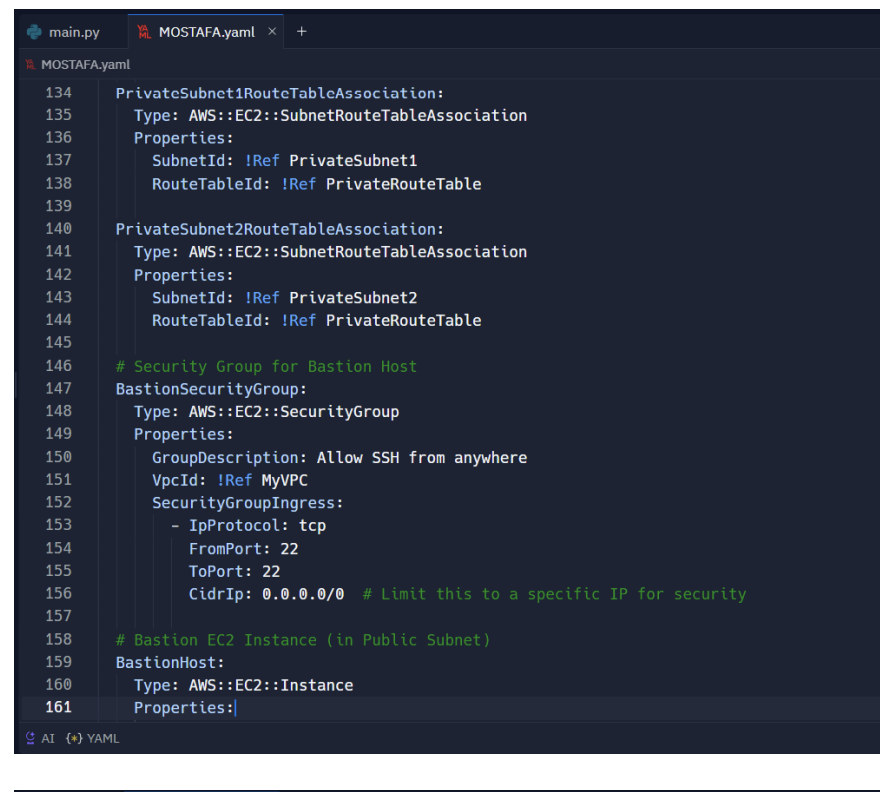 main.py MOSTAFA.yaml × +
MOSTAFA.yaml
134 PrivateSubnet1RouteTableAssociation:
135 Type: AWS::EC2::SubnetRouteTableAssociation
136 Properties:
137 SubnetId: !Ref PrivateSubnet1
138 RouteTableId: !Ref PrivateRouteTable
139
140 PrivateSubnet2RouteTableAssociation:
141 Type: AWS::EC2::SubnetRouteTableAssociation
142 Properties:
143 SubnetId: !Ref PrivateSubnet2
144 RouteTableId: !Ref PrivateRouteTable
145
146 # Security Group for Bastion Host
147 BastionSecurityGroup:
148 Type: AWS::EC2::SecurityGroup
149 Properties:
150 GroupDescription: Allow SSH from anywhere
151 VpcId: !Ref MyVPC
152 SecurityGroupIngress:
153 - IpProtocol: tcp
154 FromPort: 22
155 ToPort: 22
156 CidrIp: 0.0.0.0/0 # Limit this to a specific IP for security
157
158 # Bastion EC2 Instance (in Public Subnet)
159 BastionHost:
160 Type: AWS::EC2::Instance
161 Properties:
AI {*} YAML